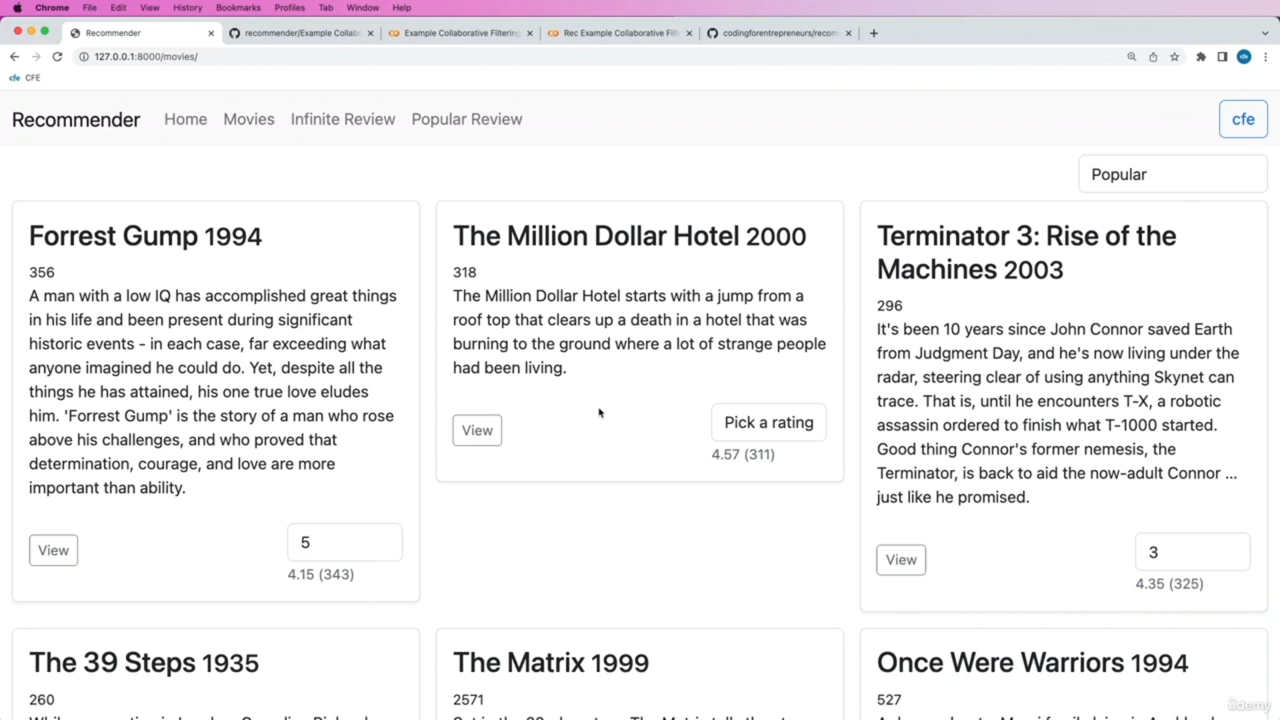 Chrome File Edit View History Bookmarks Profiles Tab Window Help
Recommender recommender/Example Collab Example Collaborative Filtering Rec Example Collaborative Filt codingforentrepreneurs/recom
127.0.0.1:8000/movies/ cfe
cfe CFE
Recommender Home Movies Infinite Review Popular Review cfe
Popular
Forrest Gump 1994
356
A man with a low IQ has accomplished great things
in his life and been present during significant
historic events - in each case, far exceeding what
anyone imagined he could do. Yet, despite all the
things he has attained, his one true love eludes
him. 'Forrest Gump' is the story of a man who rose
above his challenges, and who proved that
determination, courage, and love are more
important than ability.
View
5
4.15 (343)
The Million Dollar Hotel 2000
318
The Million Dollar Hotel starts with a jump from a
roof top that clears up a death in a hotel that was
burning to the ground where a lot of strange people
had been living.
View
Pick a rating
4.57 (311)
Terminator 3: Rise of the
Machines 2003
296
It's been 10 years since John Connor saved Earth
from Judgment Day, and he's now living under the
radar, steering clear of using anything Skynet can
trace. That is, until he encounters T-X, a robotic
assassin ordered to finish what T-1000 started.
Good thing Connor's former nemesis, the
Terminator, is back to aid the now-adult Connor …
just like he promised.
View
3
4.35 (325)
The 39 Steps 1935
260
The Matrix 1999
2571
Once Were Warriors 1994
527
ûdemy